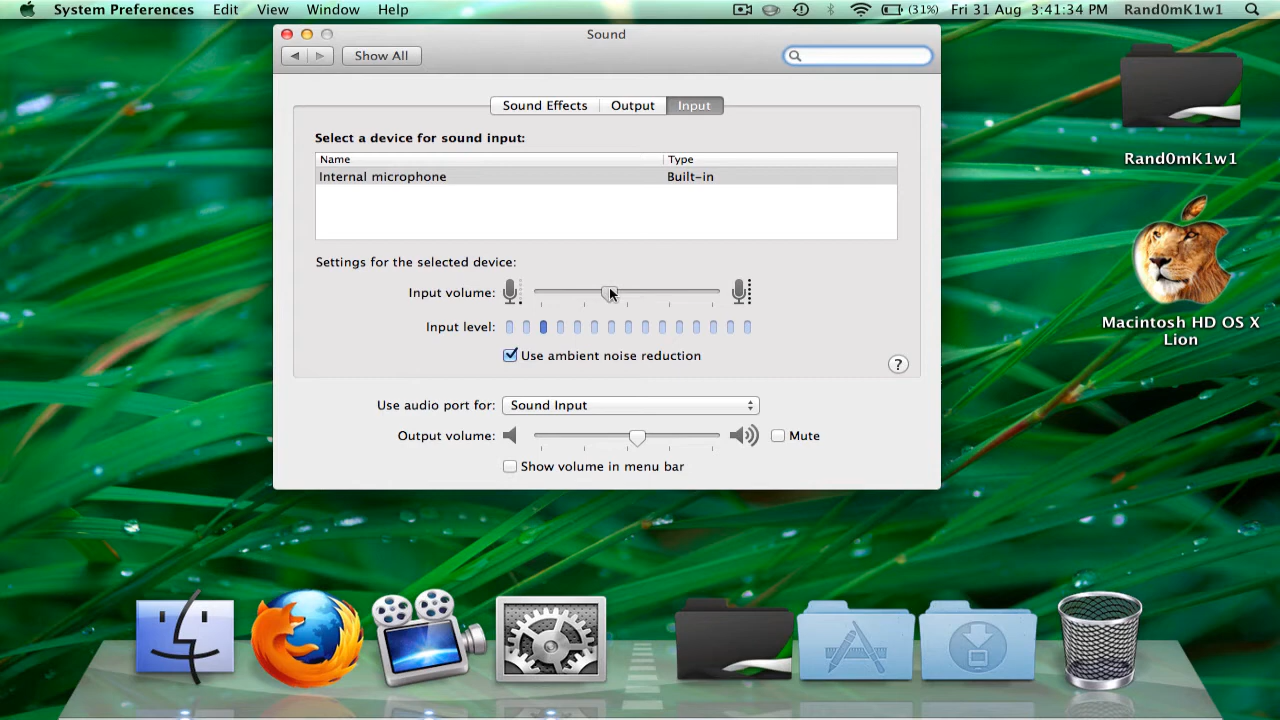 System Preferences Edit View Window Help (31%) Fri 31 Aug 3:41:34 PM Rand0mK1w1
Sound
Show All
Sound Effects Output Input
Select a device for sound input:
Name Type
Internal microphone Built-in
Settings for the selected device:
Input volume:
Input level:
Use ambient noise reduction
?
Use audio port for: Sound Input
Output volume: Mute
Show volume in menu bar
Rand0mK1w1
Macintosh HD OS X
Lion